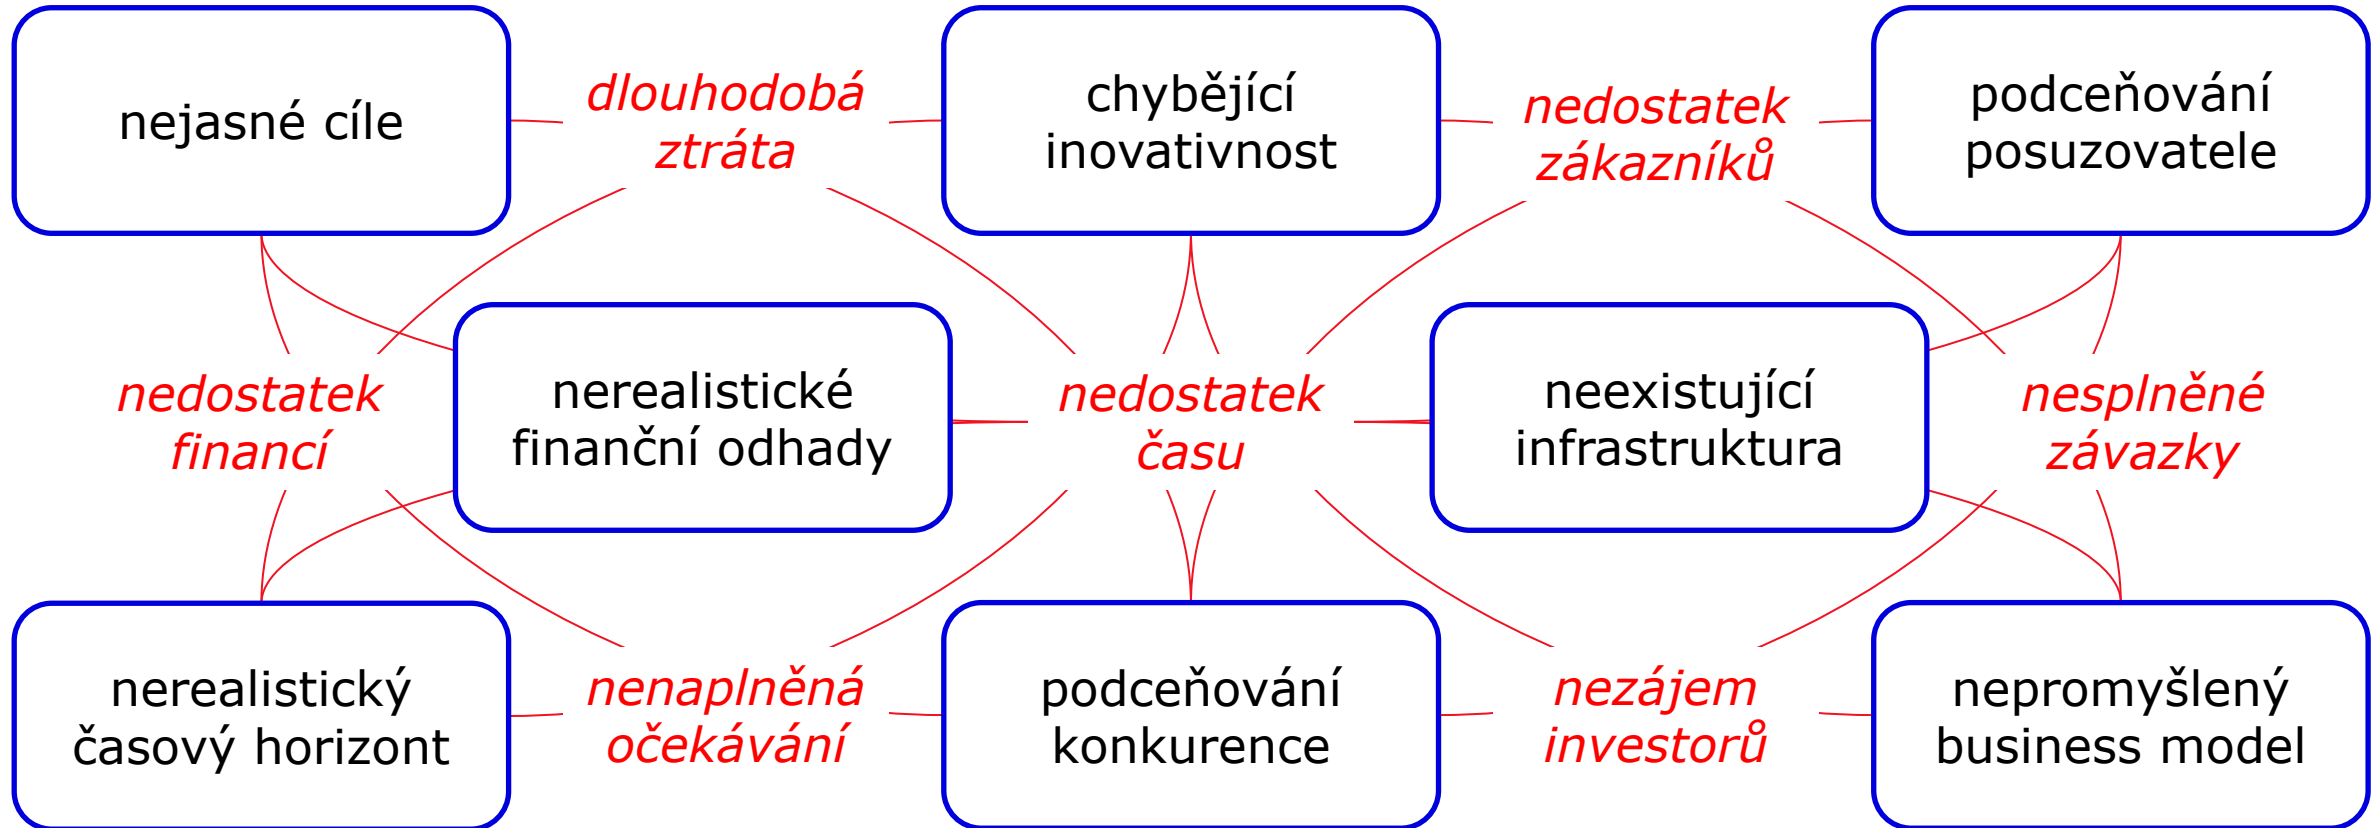 nejasné cíle
dlouhodobá
ztráta
chybějící
inovativnost
nedostatek
zákazníků
podceňování
posuzovatele
nedostatek
financí
nerealistické
finanční odhady
nedostatek
času
neexistující
infrastruktura
nesplněné
závazky
nerealistický
časový horizont
nenaplněná
očekávání
podceňování
konkurence
nezájem
investorů
nepromyšlený
business model